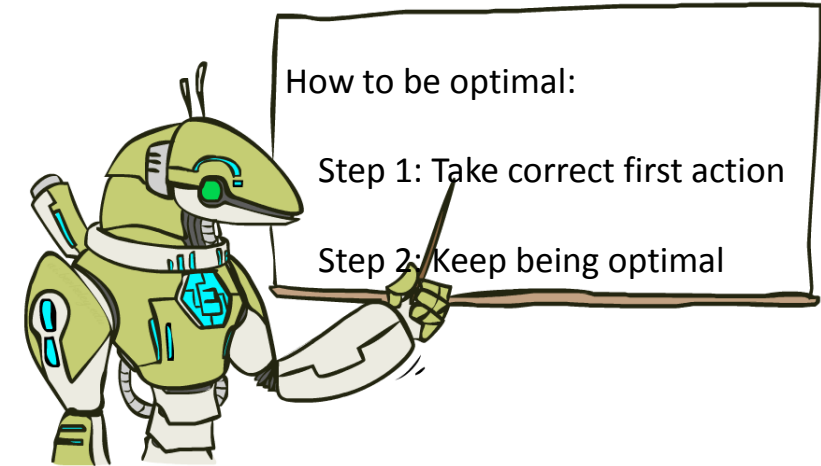 How to be optimal:
Step 1: Take correct first action
Step 2: Keep being optimal